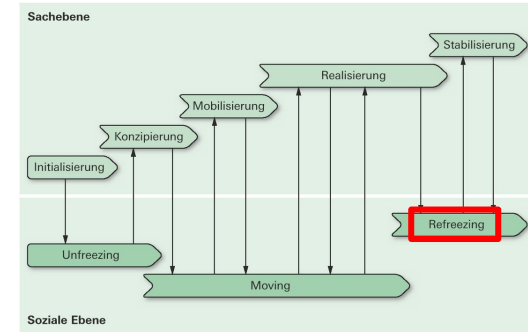 Sachebene
Stabilisierung
Realisierung
Mobilisierung
Konzipierung
Initialisierung
Refreezing
Unfreezing
Moving
Soziale Ebene